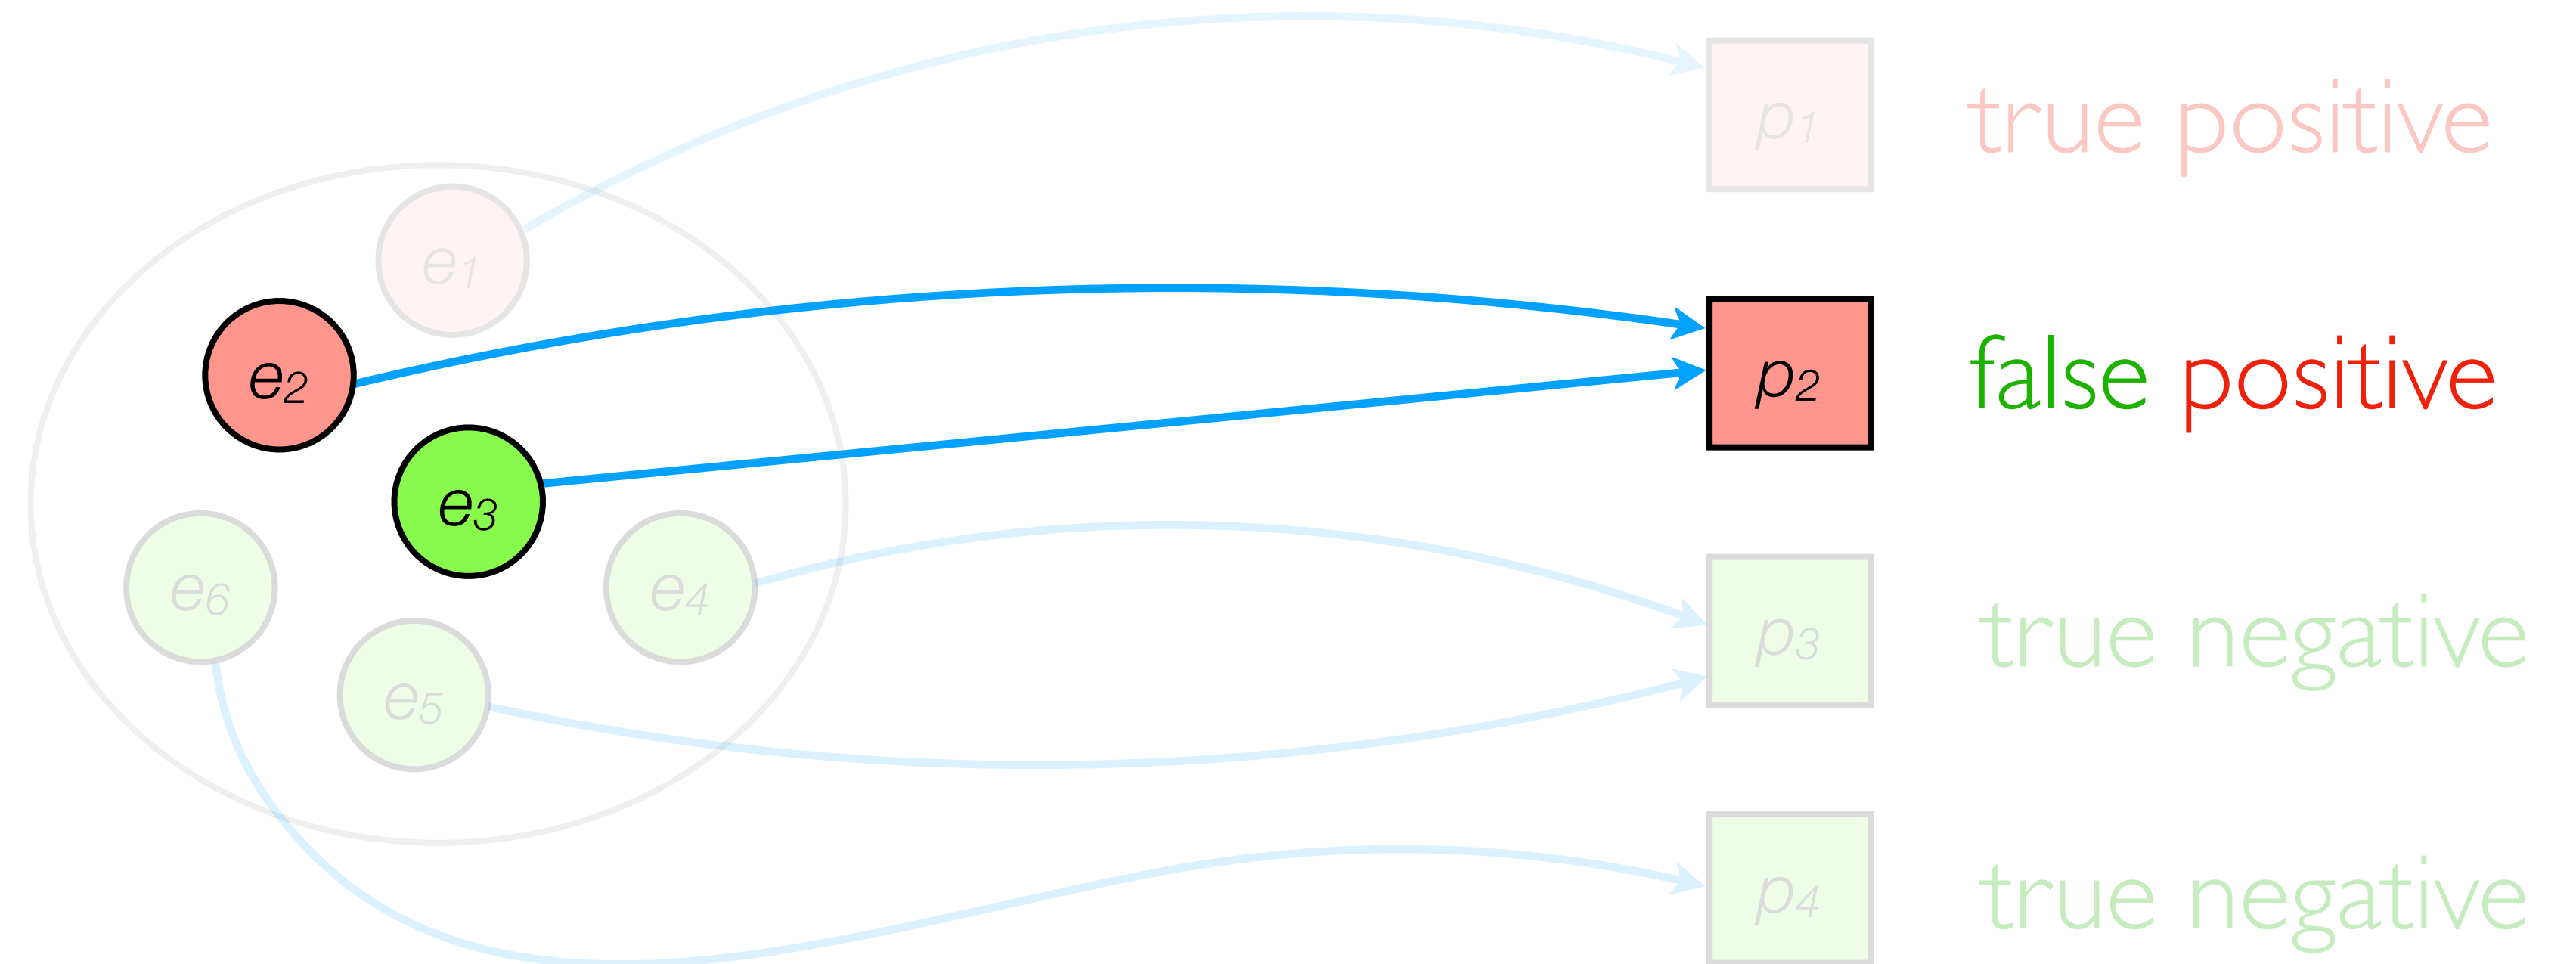 p1 true positive
e1
e2 p2 false positive
e3
e6 e4 p3 true negative
e5
p4 true negative